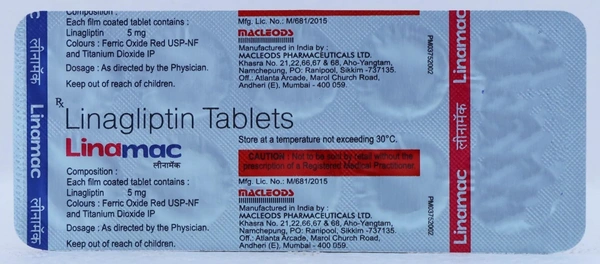 Composition :
Each film coated tablet contains :
Linagliptin 5 mg
Colours : Ferric Oxide Red USP-NF
and Titanium Dioxide IP
Dosage : As directed by the Physician.
Keep out of reach of children.
Mfg. Lic. No.: M/681/2015
MACLEODS
Manufactured in India by :
MACLEODS PHARMACEUTICALS LTD.
Khasra No. 21,22,66,67 & 68, Aho-Yangtam,
Namchepung, PO: Ranipool, Sikkim -737135.
Off.: Atlanta Arcade, Marol Church Road,
Andheri (E), Mumbai - 400 059.
PM03752002
लीनामॅक
Linamac
लीनामॅक
Linamac
लीनामॅक
Linamac
लीनामॅक
Rx
Linagliptin Tablets
Linamac
लीनामॅक
Store at a temperature not exceeding 30°C.
CAUTION : Not to be sold by retail without the
prescription of a Registered Medical Practitioner.
Composition :
Each film coated tablet contains :
Linagliptin 5 mg
Colours : Ferric Oxide Red USP-NF
and Titanium Dioxide IP
Dosage : As directed by the Physician.
Keep out of reach of children.
Mfg. Lic. No.: M/681/2015
MACLEODS
Manufactured in India by :
MACLEODS PHARMACEUTICALS LTD.
Khasra No. 21,22,66,67 & 68, Aho-Yangtam,
Namchepung, PO: Ranipool, Sikkim -737135.
Off.: Atlanta Arcade, Marol Church Road,
Andheri (E), Mumbai - 400 059.
PM03752002